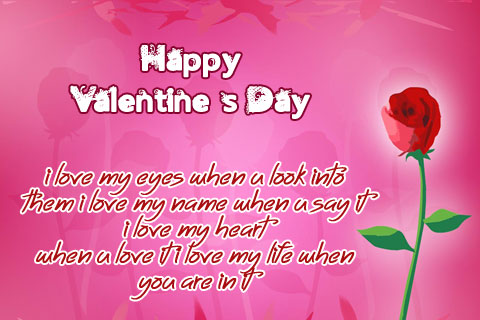 Happy
Valentine s Day
i love my eyes when u look into
them i love my name when u say it
i love my heart
when u love it i love my life when
you are in it